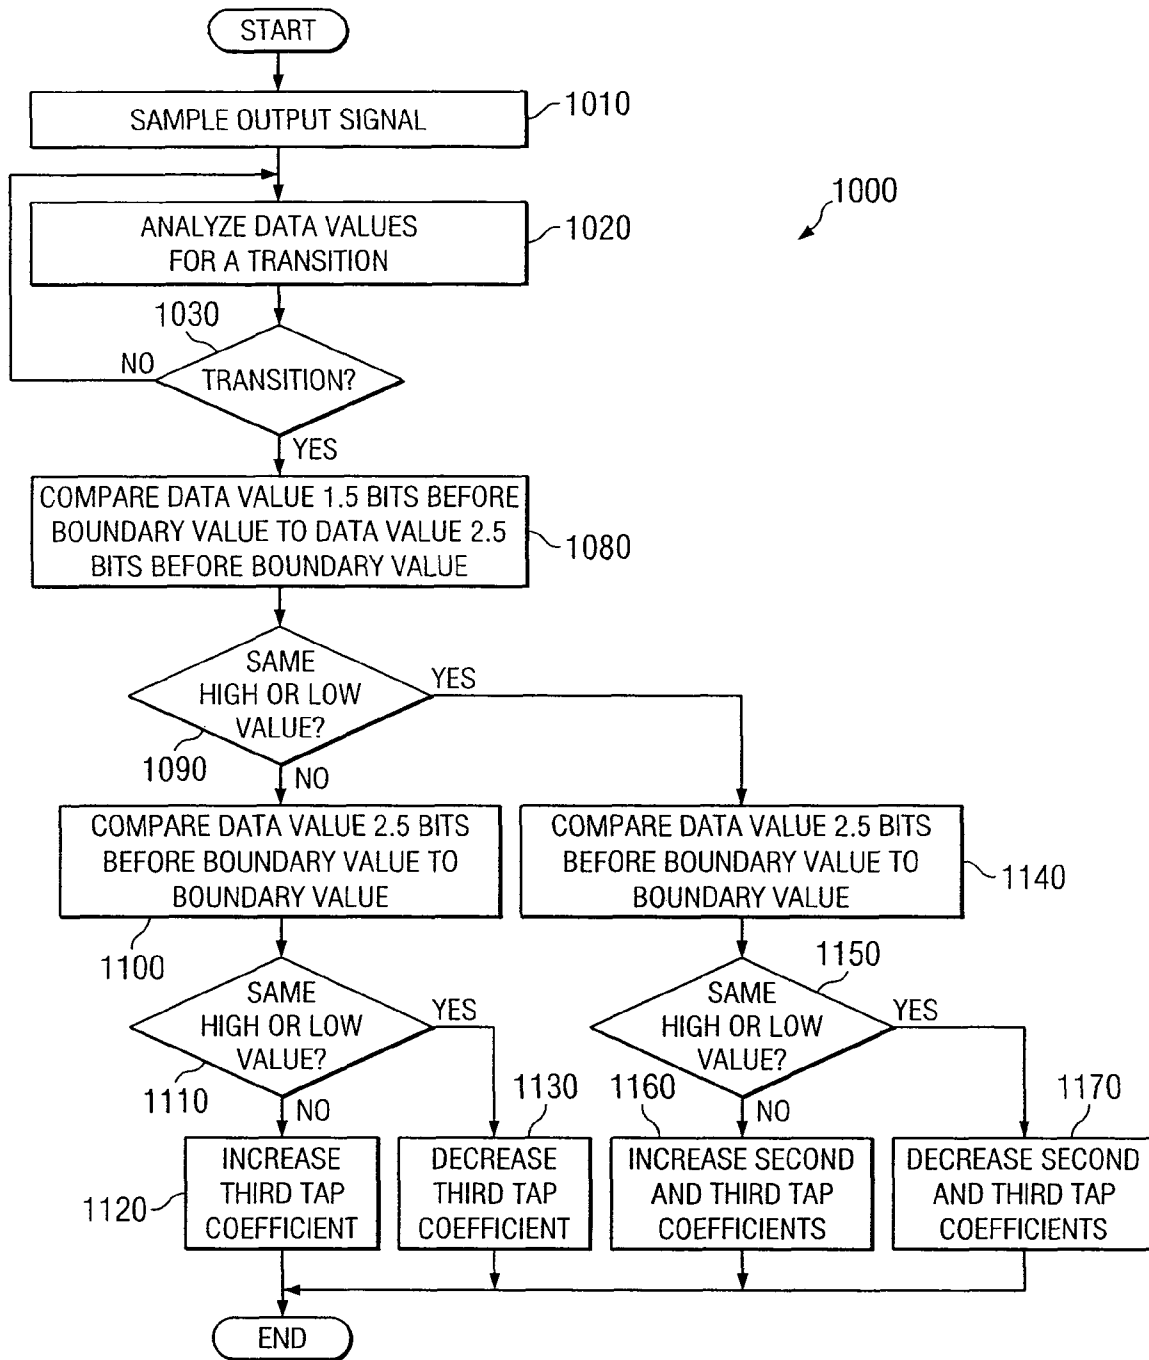 START
SAMPLE OUTPUT SIGNAL
1010
1000
ANALYZE DATA VALUES
FOR A TRANSITION
1020
1030
NO
TRANSITION?
YES
COMPARE DATA VALUE 1.5 BITS BEFORE
BOUNDARY VALUE TO DATA VALUE 2.5
BITS BEFORE BOUNDARY VALUE
1080
SAME
HIGH OR LOW
VALUE?
YES
1090
NO
COMPARE DATA VALUE 2.5 BITS
BEFORE BOUNDARY VALUE TO
BOUNDARY VALUE
1100
COMPARE DATA VALUE 2.5 BITS
BEFORE BOUNDARY VALUE TO
BOUNDARY VALUE
1140
SAME
HIGH OR LOW
VALUE?
YES
1110
NO
1150
SAME
HIGH OR LOW
VALUE?
YES
NO
1120
INCREASE
THIRD TAP
COEFFICIENT
1130
DECREASE
THIRD TAP
COEFFICIENT
1160
INCREASE SECOND
AND THIRD TAP
COEFFICIENTS
1170
DECREASE SECOND
AND THIRD TAP
COEFFICIENTS
END